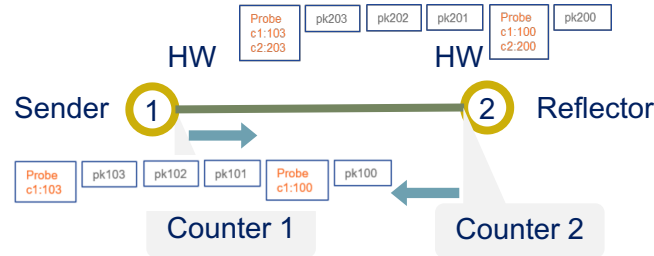 Probe
c1:103
c2:203
pk203
pk202
pk201
Probe
c1:100
c2:200
pk200
HW
HW
Sender
1
2
Reflector
Probe
c1:103
pk103
pk102
pk101
Probe
c1:100
pk100
Counter 1
Counter 2